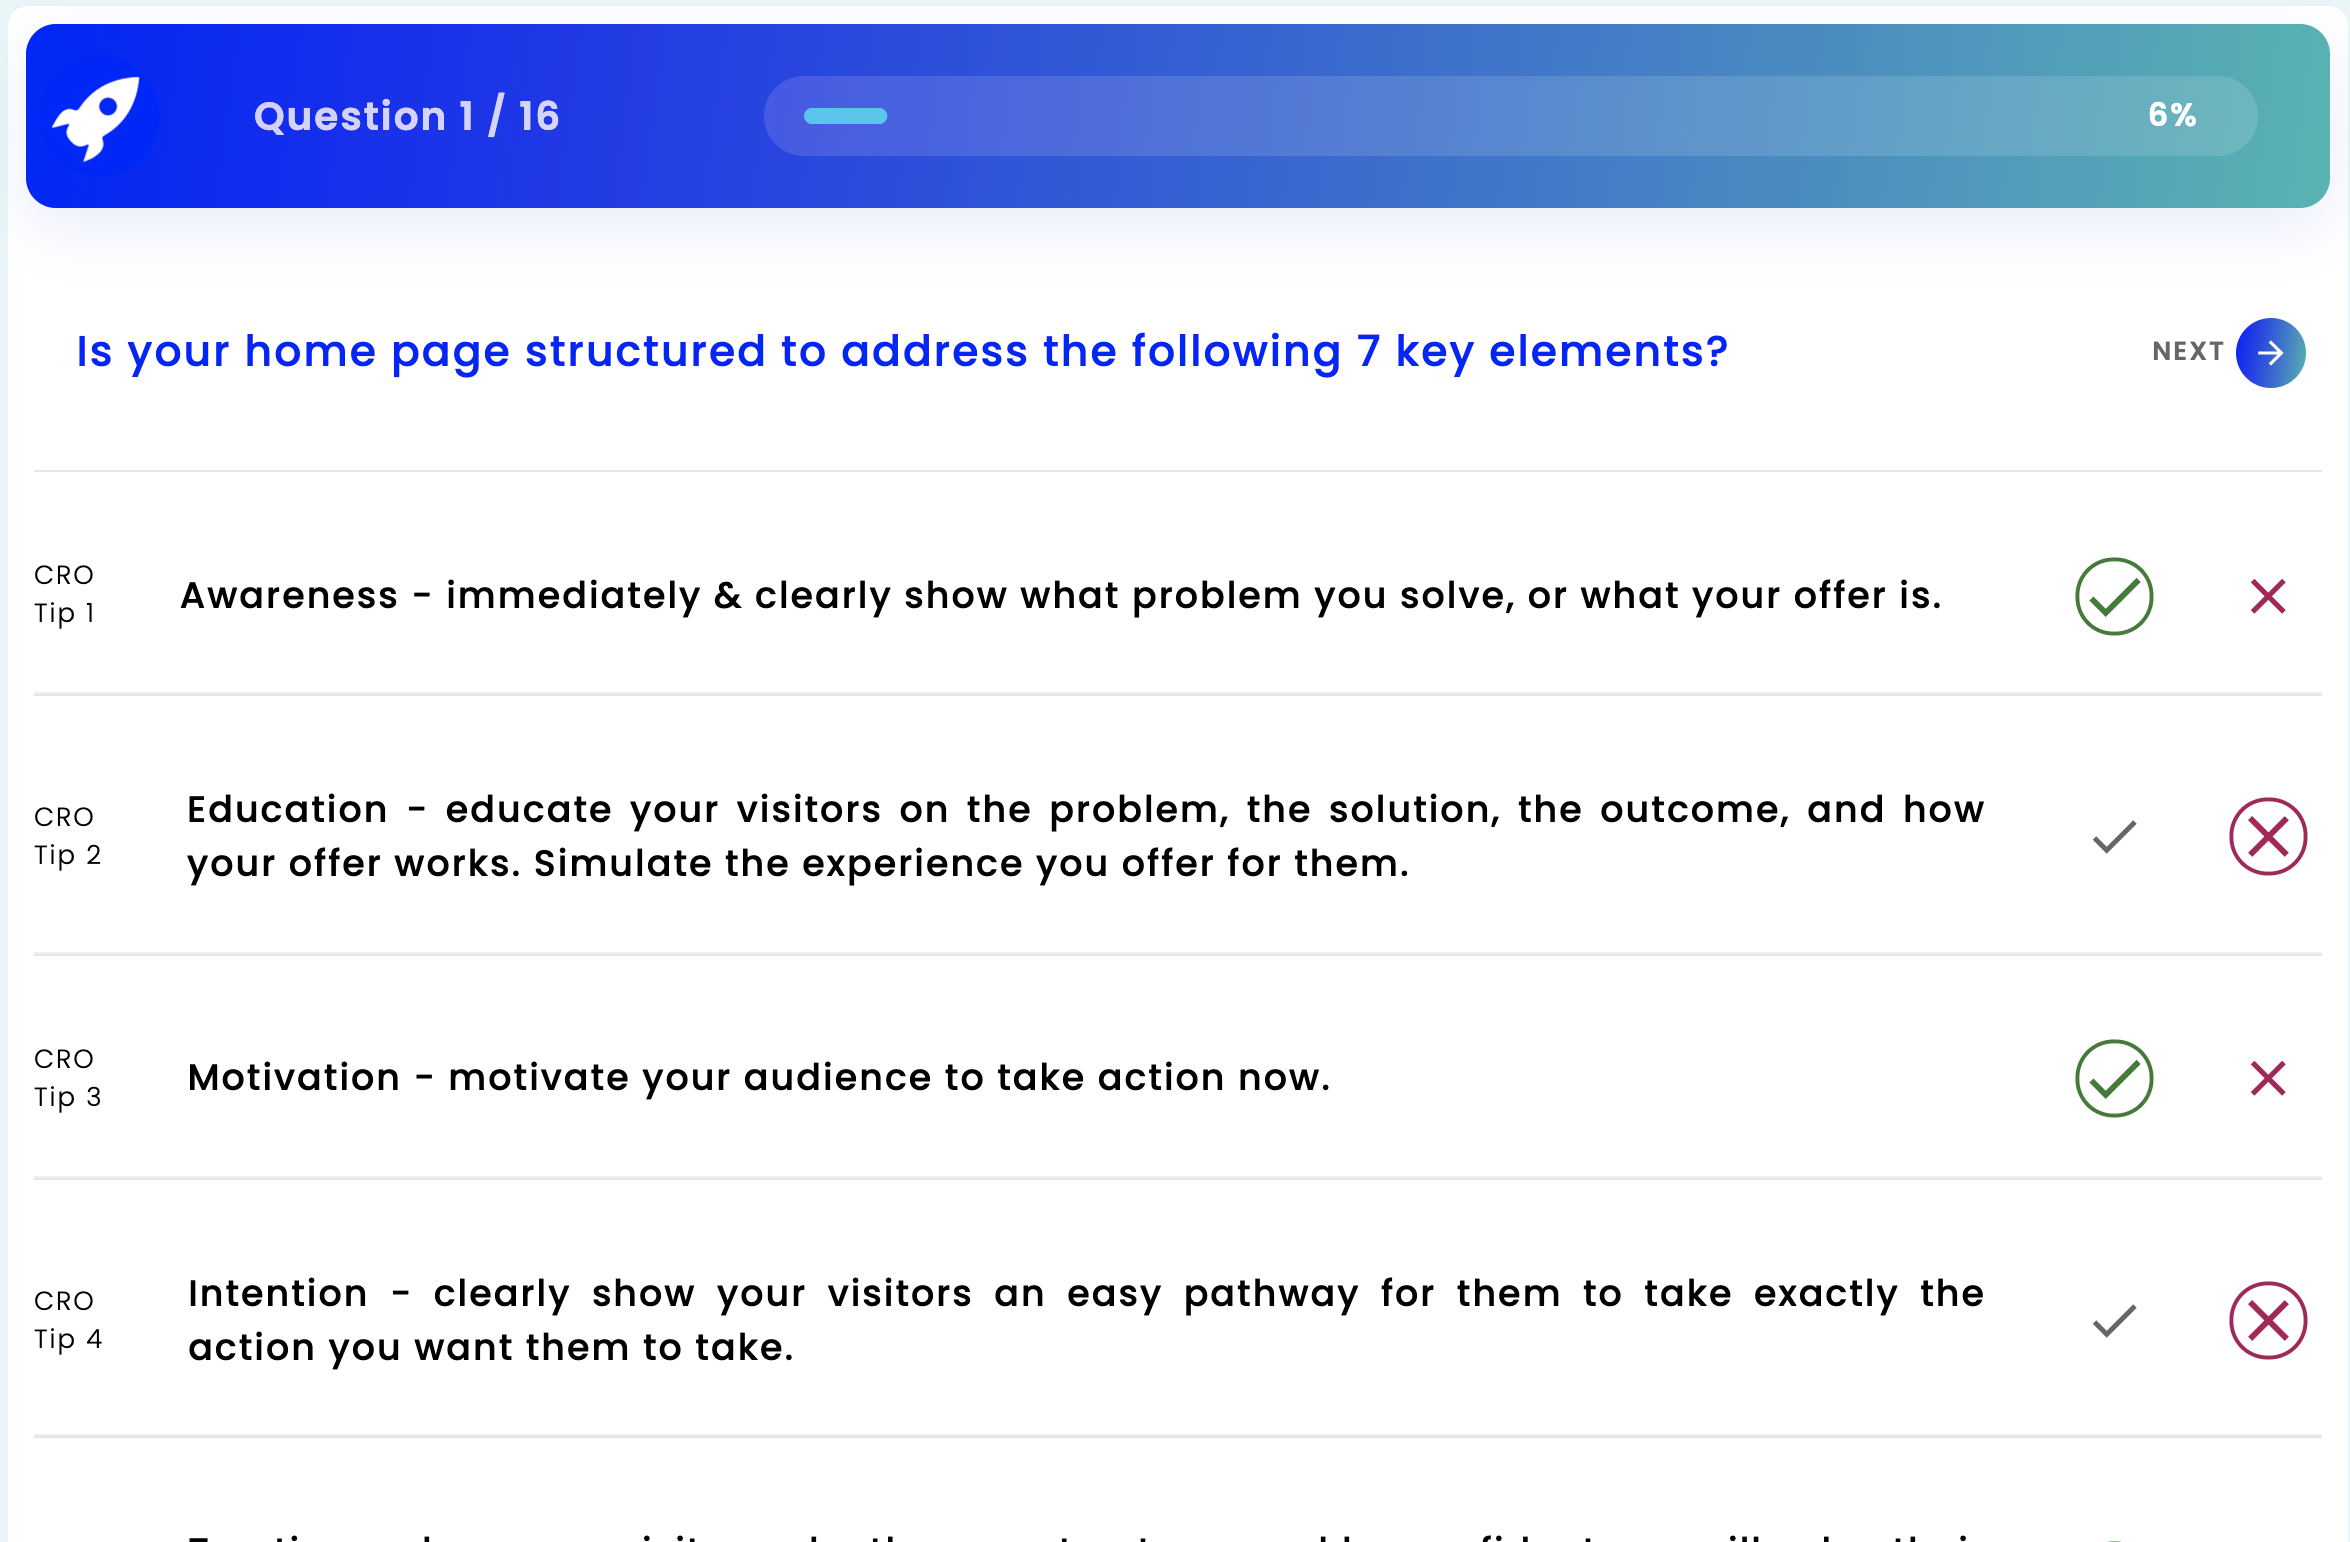 Question 1 / 16
6%
Is your home page structured to address the following 7 key elements?
NEXT
CRO
Tip 1
Awareness - immediately & clearly show what problem you solve, or what your offer is.
CRO
Tip 2
Education - educate your visitors on the problem, the solution, the outcome, and how
your offer works. Simulate the experience you offer for them.
CRO
Tip 3
Motivation - motivate your audience to take action now.
CRO
Tip 4
Intention - clearly show your visitors an easy pathway for them to take exactly the
action you want them to take.